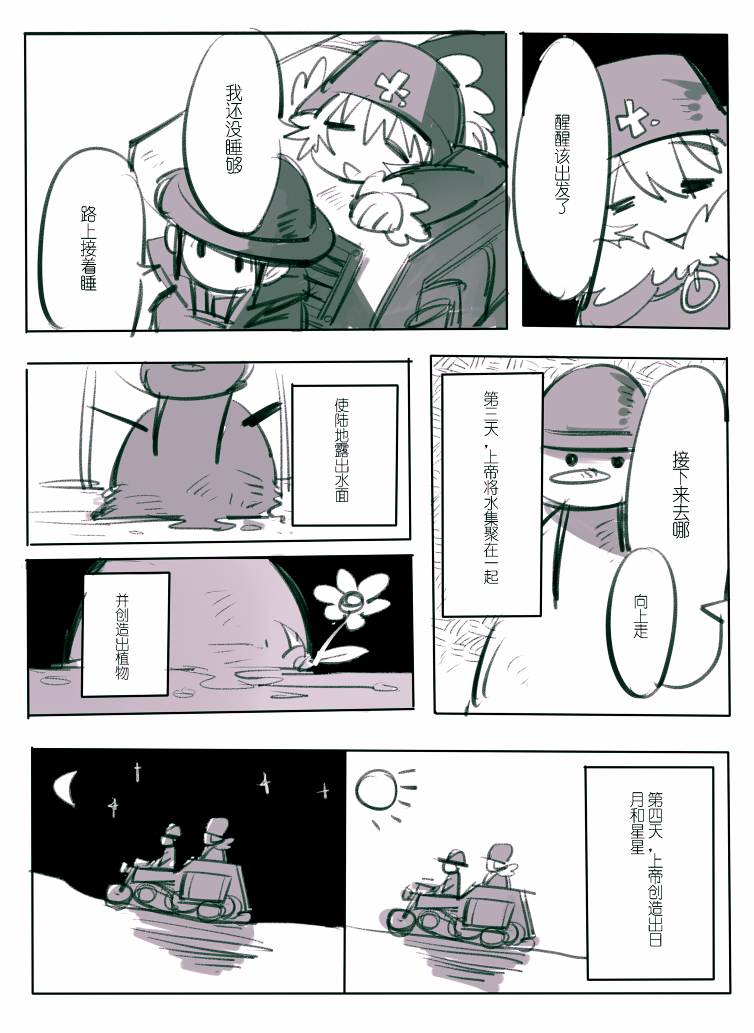 醒醒该出发了
我还没睡够
路上接着睡
接下来去哪
向上走
第三天，上帝将水集聚在一起
使陆地露出水面
并创造出植物
第四天，上帝创造出日
月和星星